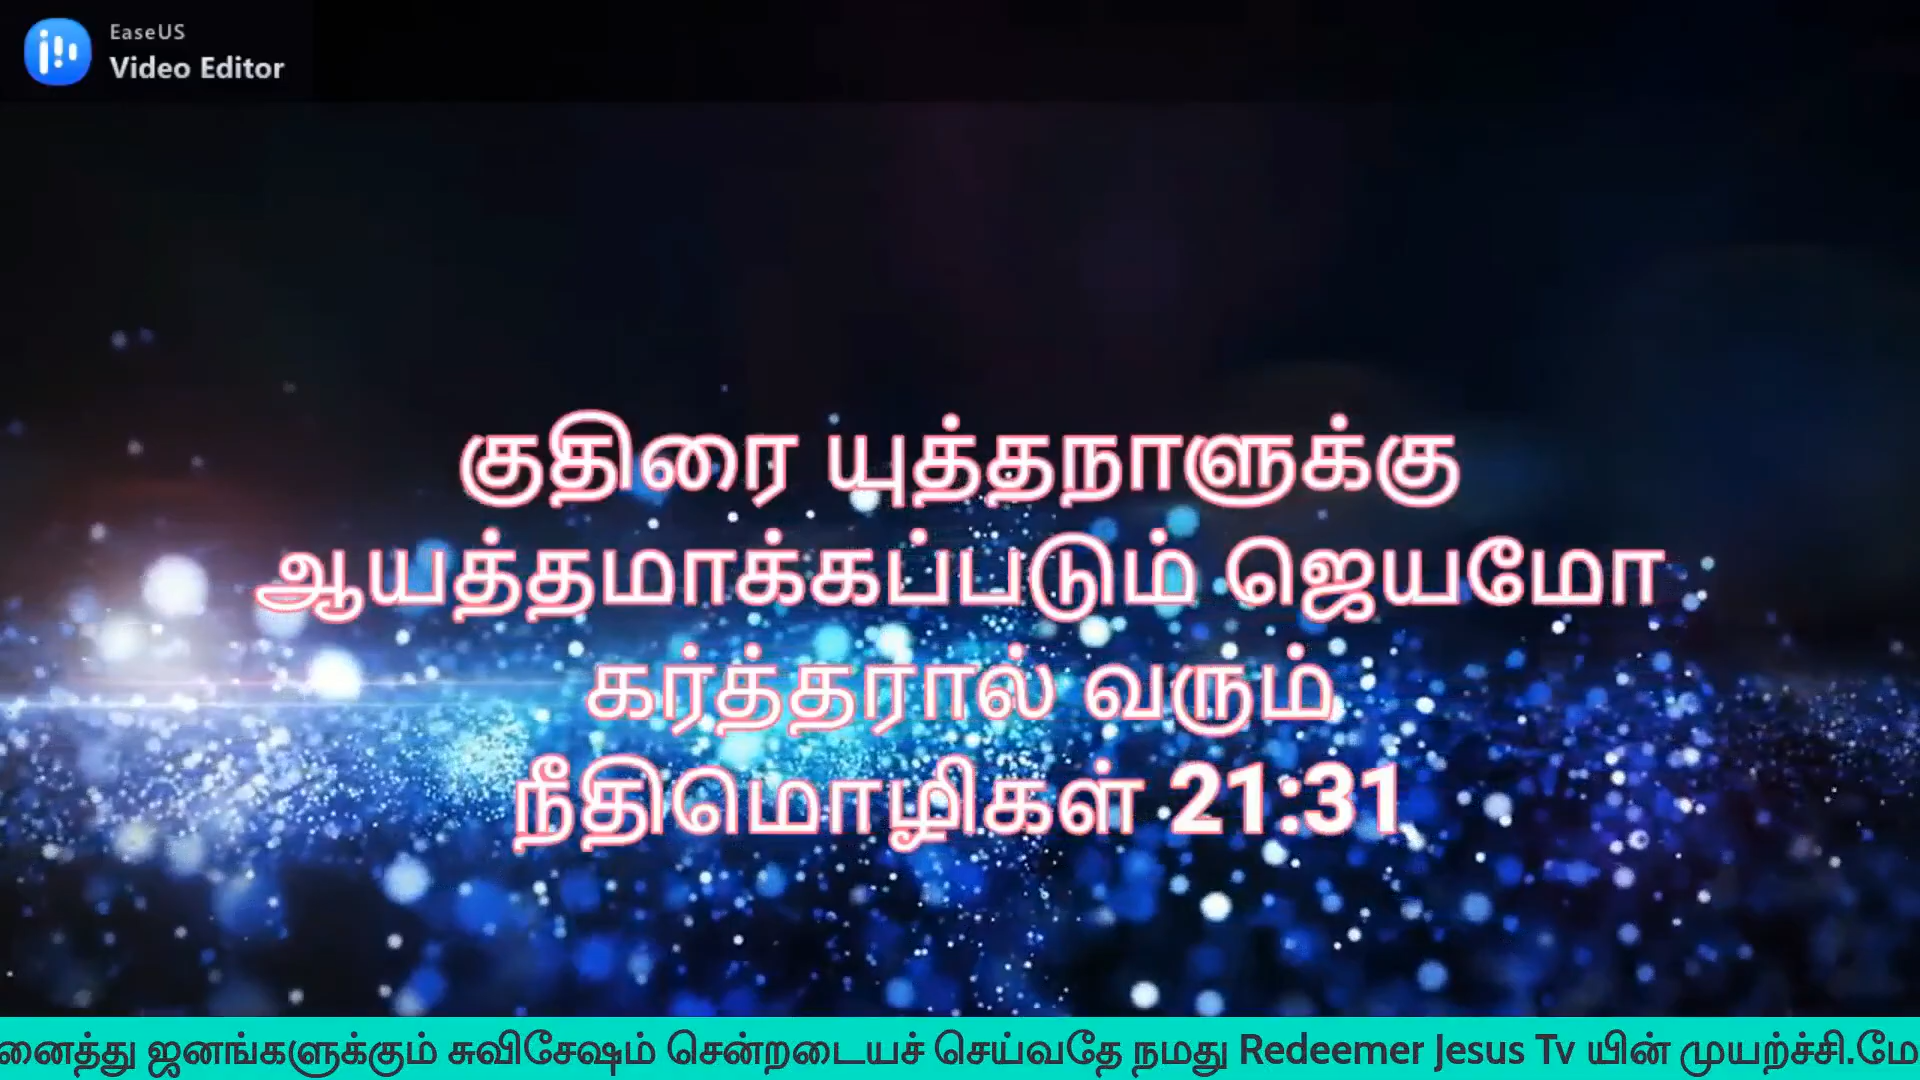 EaseUS
Video Editor
குதிரை யுத்தநாளுக்கு
ஆயத்தமாக்கப்படும் ஜெயமோ
கர்த்தரால் வரும்
நீதிமொழிகள் 21:31
னைத்து ஜனங்களுக்கும் சுவிசேஷம் சென்றடையச் செய்வதே நமது Redeemer Jesus Tv யின் முயற்ச்சி.மே